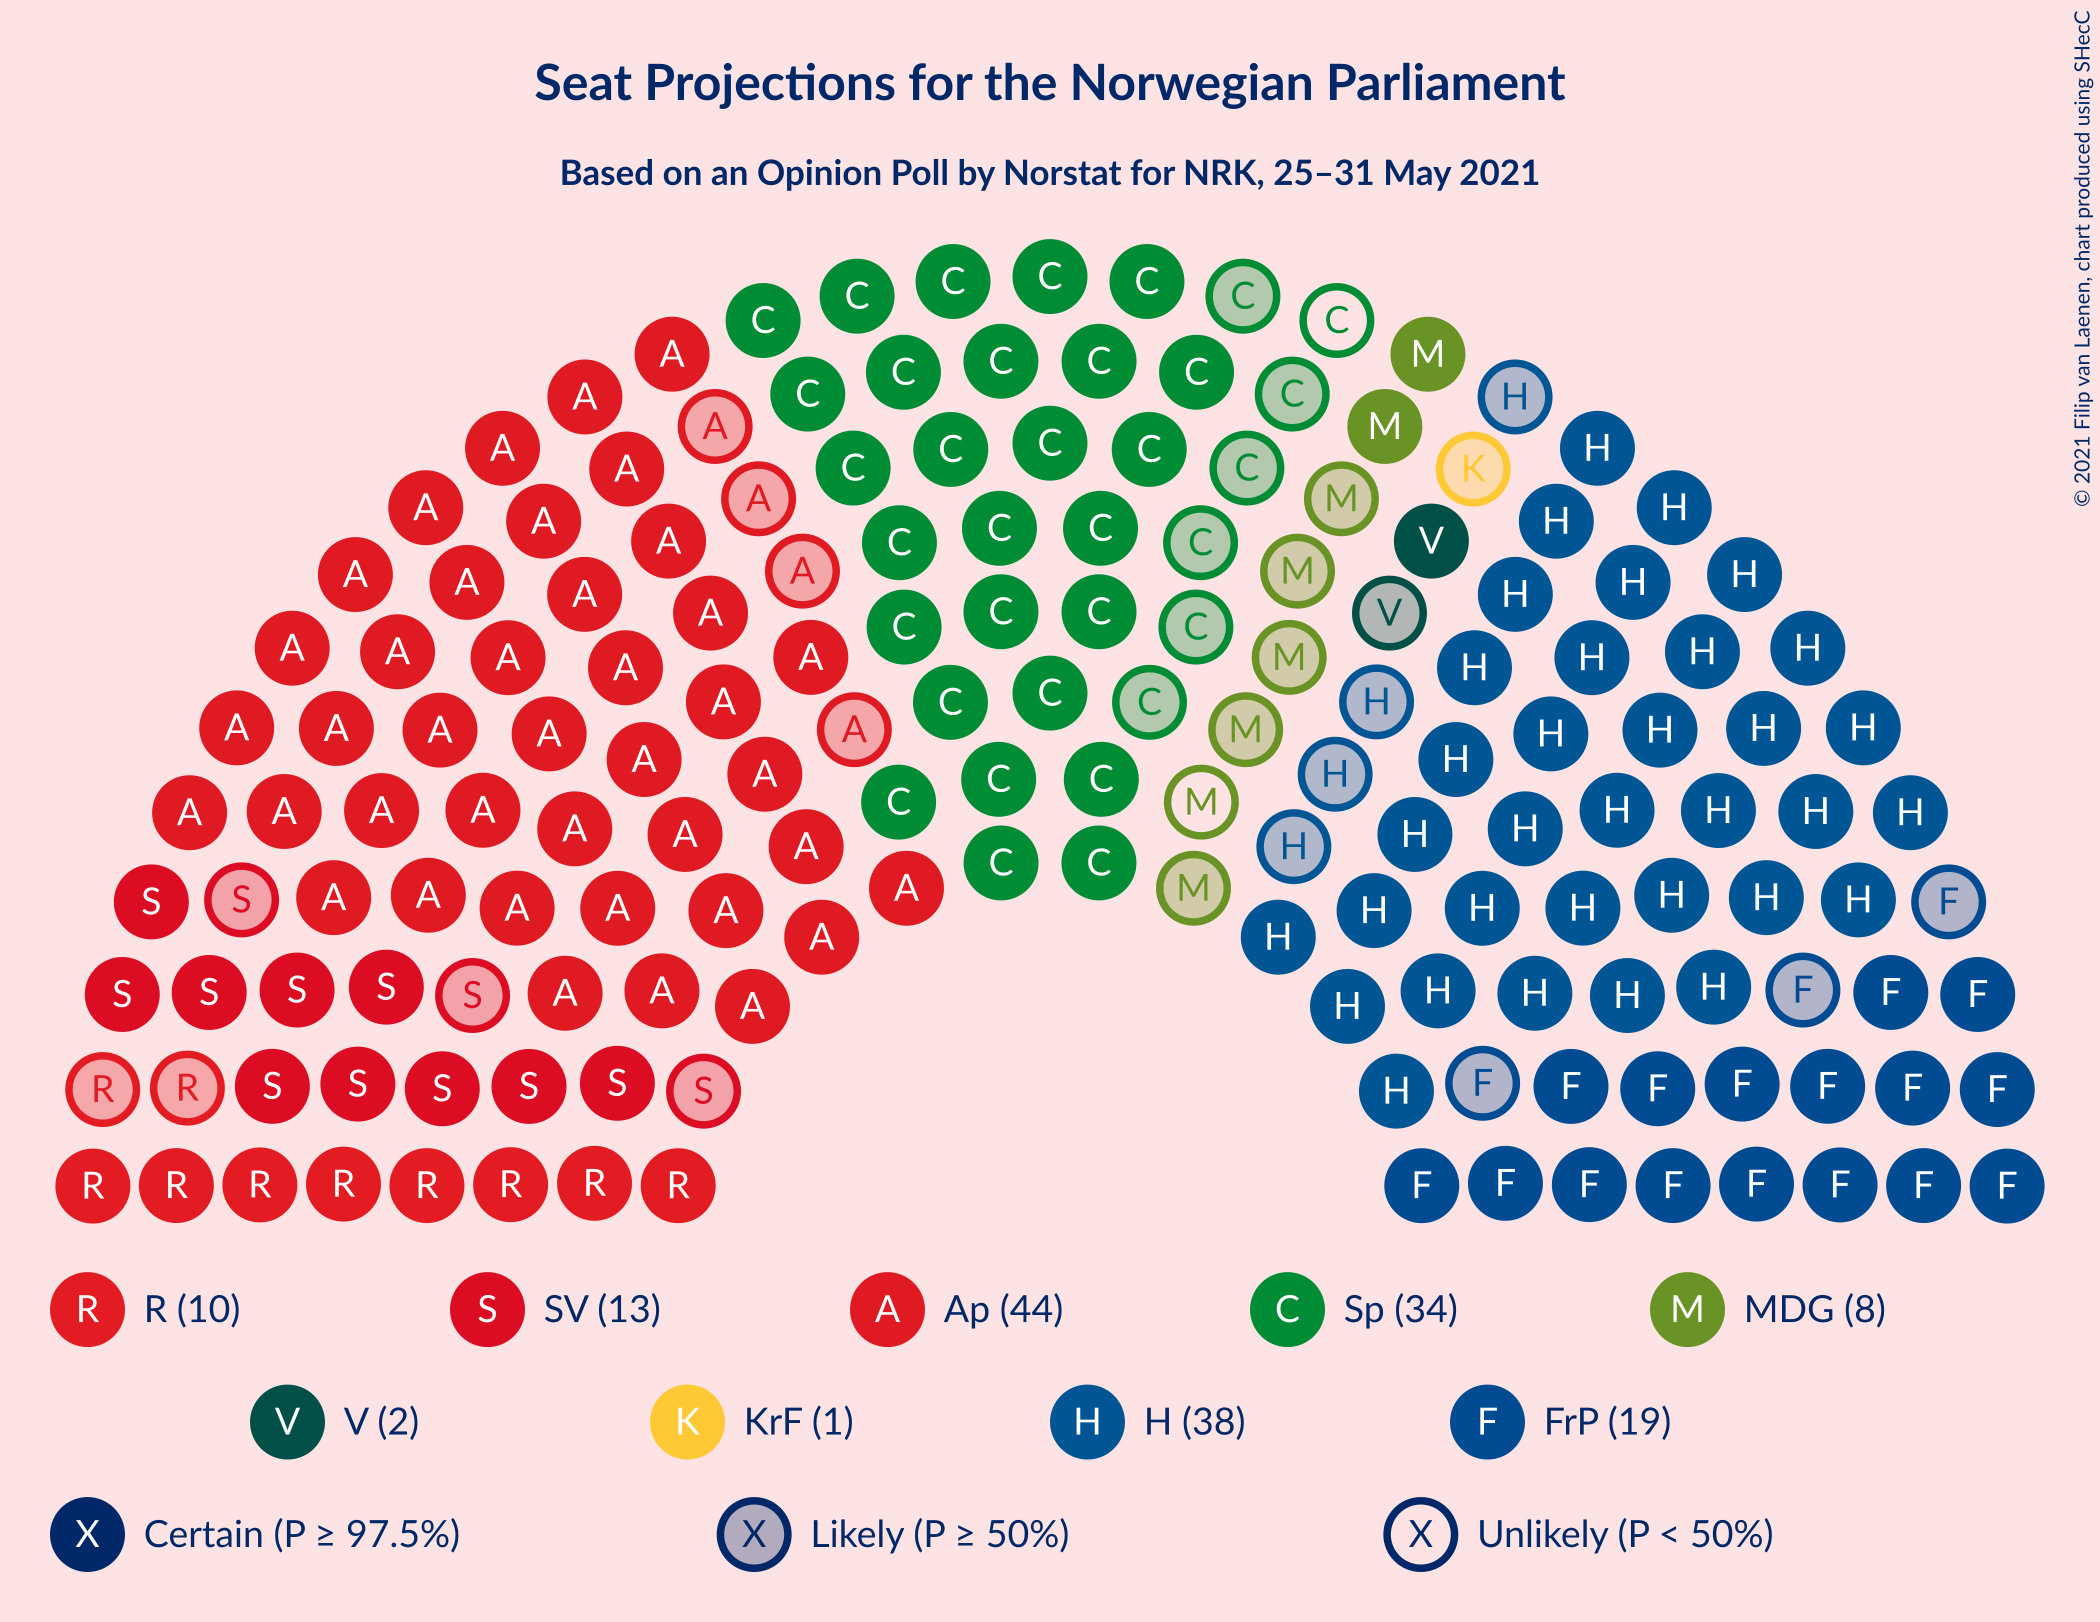 © 2021 Filip van Laenen, chart produced using SHecC
Seat Projections for the Norwegian Parliament
Based on an Opinion Poll by Norstat for NRK, 25–31 May 2021
C C C C C
C C
A C C C C M
A C C H
A M
A C C C H
A C C K
A A M H
A A C C C C V H
A A A A M H H H
A C C C C V
A A A A A M H H H H
A C C C H
A A A A A M H H H H
A A C C H H
A A A A A A C M H H H H H H
A C C H
S S A A A A A A M H H H H H H F
A H
S S S S S A A A H H H H H F F F
R R S S S S S S H F F F F F F F
R R R R R R R R F F F F F F F F
R R (10) S SV (13) A Ap (44) C Sp (34) M MDG (8)
V V (2) K KrF (1) H H (38) F FrP (19)
X Certain (P ≥ 97.5%) X Likely (P ≥ 50%) X Unlikely (P < 50%)